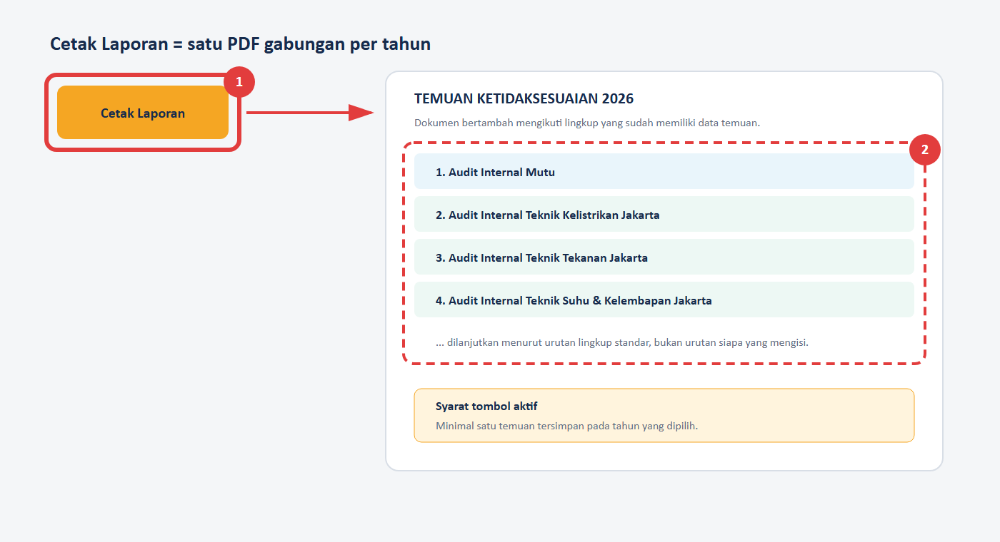 Cetak Laporan = satu PDF gabungan per tahun
1
Cetak Laporan
TEMUAN KETIDAKSESUAIAN 2026
Dokumen bertambah mengikuti lingkup yang sudah memiliki data temuan.
2
1. Audit Internal Mutu
2. Audit Internal Teknik Kelistrikan Jakarta
3. Audit Internal Teknik Tekanan Jakarta
4. Audit Internal Teknik Suhu & Kelembapan Jakarta
... dilanjutkan menurut urutan lingkup standar, bukan urutan siapa yang mengisi.
Syarat tombol aktif
Minimal satu temuan tersimpan pada tahun yang dipilih.